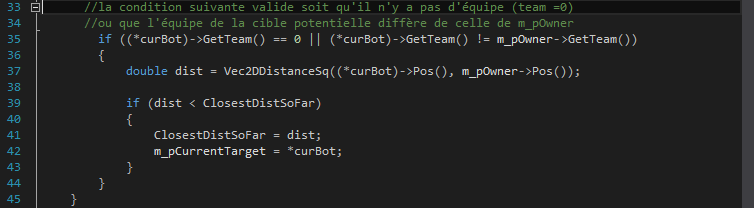 33 //la condition suivante valide soit qu'il n'y a pas d'équipe (team =0)
34 //ou que l'équipe de la cible potentielle diffère de celle de m_pOwner
35 if ((*curBot)->GetTeam() == 0 || (*curBot)->GetTeam() != m_pOwner->GetTeam())
36 {
37 double dist = Vec2DDistanceSq((*curBot)->Pos(), m_pOwner->Pos());
38
39 if (dist < ClosestDistSoFar)
40 {
41 ClosestDistSoFar = dist;
42 m_pCurrentTarget = *curBot;
43 }
44 }
45 }